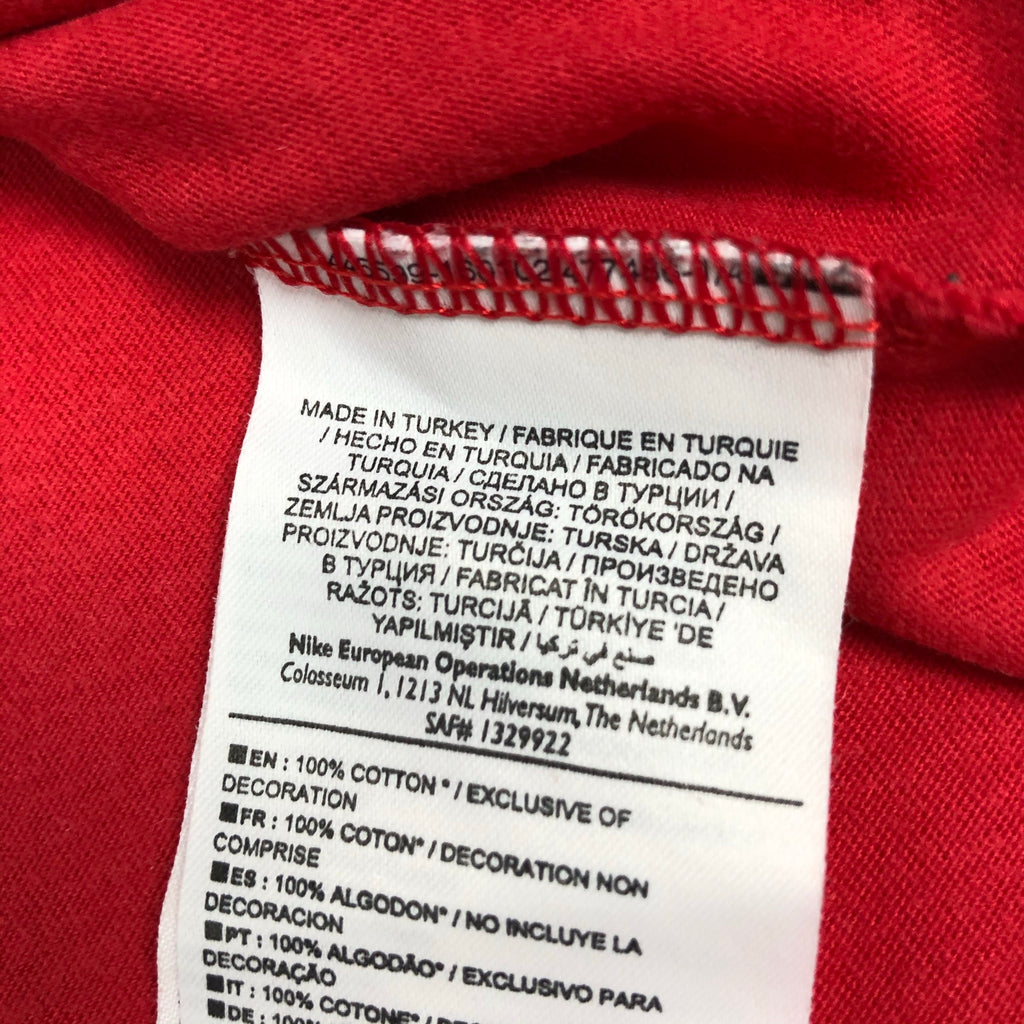 MADE IN TURKEY / FABRIQUE EN TURQUIE
/ HECHO EN TURQUIA / FABRICADO NA
TURQUIA / СДЕЛАНО В ТУРЦИИ /
SZÁRMAZÁSI ORSZÁG: TÖRÖKORSZÁG /
ZEMLJA PROIZVODNJE: TURSKA / DRŽAVA
PROIZVODNJE: TURČIJA / ПРОИЗВЕДЕНО
В ТУРЦИЯ / FABRICAT ÎN TURCIA /
RAŽOTS: TURCIJĀ / TÜRKİYE 'DE
YAPILMIŞTIR / صنع في تركيا
Nike European Operations Netherlands B.V.
Colosseum 1, 1213 NL Hilversum, The Netherlands
SAF# 1329922
EN : 100% COTTON * / EXCLUSIVE OF
DECORATION
FR : 100% COTON* / DECORATION NON
COMPRISE
ES : 100% ALGODON* / NO INCLUYE LA
DECORACION
PT : 100% ALGODÃO* / EXCLUSIVO PARA
DECORAÇÃO
IT : 100% COTONE* /
DE : 100%